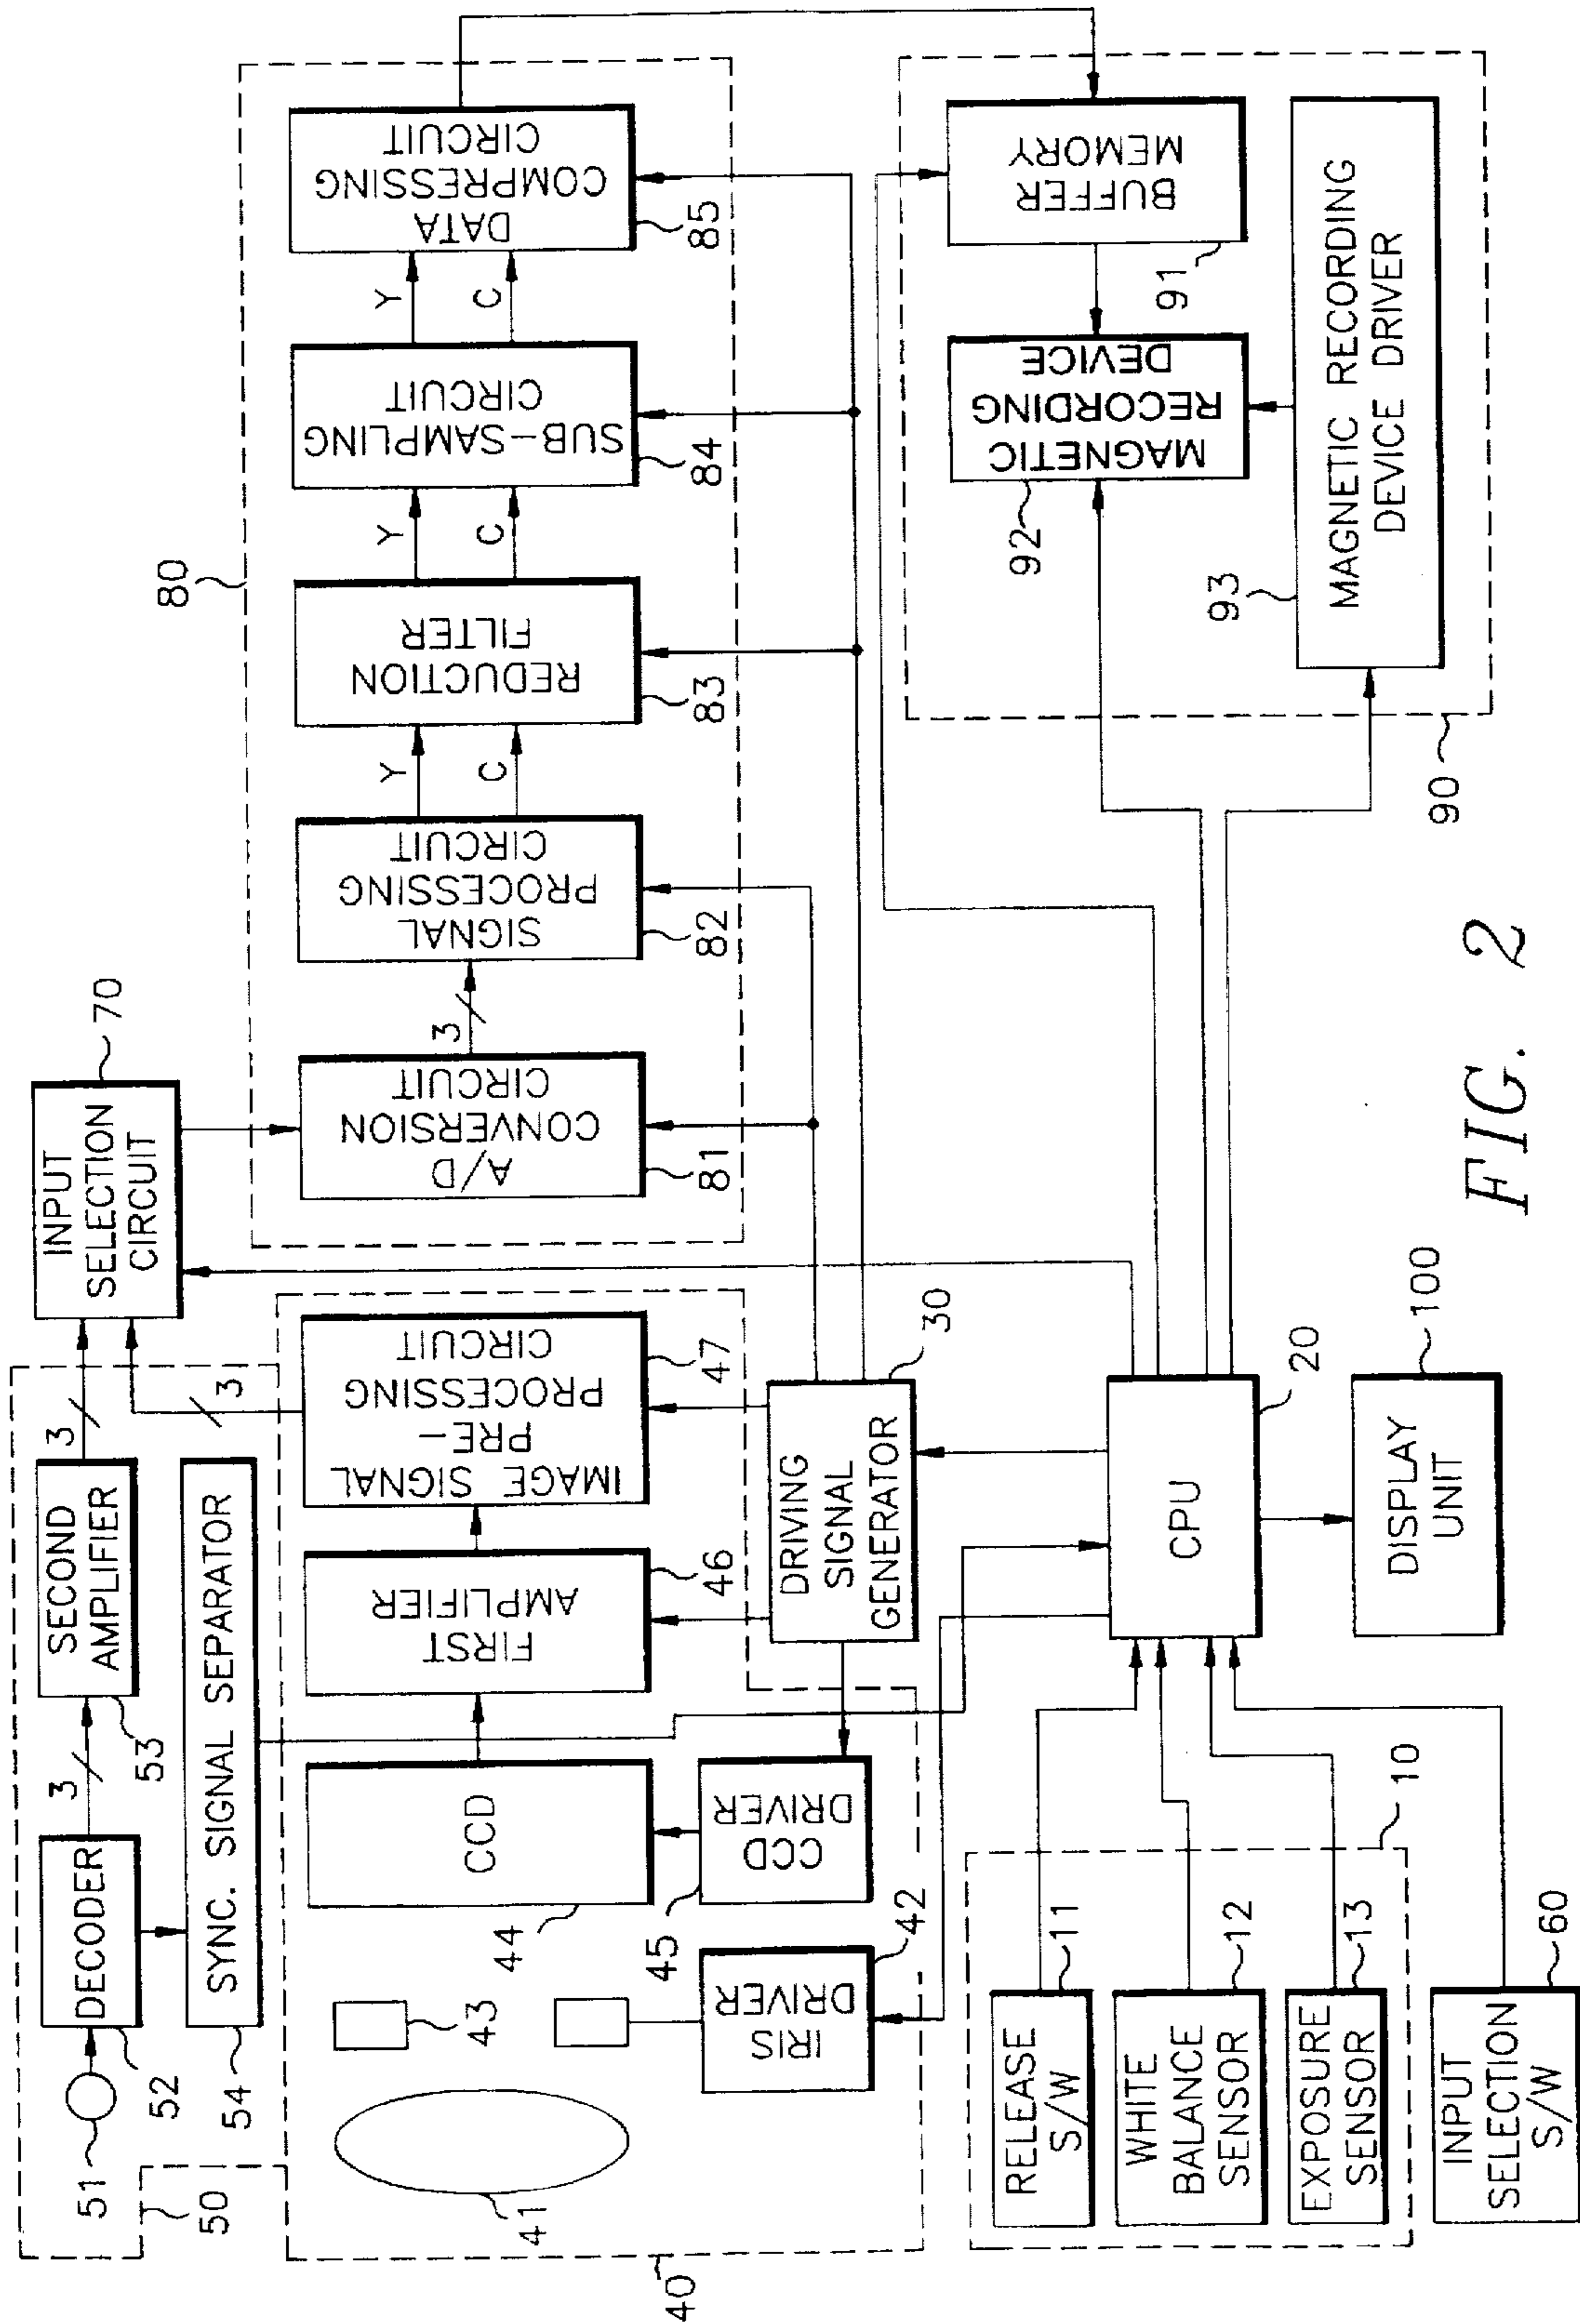 50
51
52
DECODER
3
53
SECOND
AMPLIFIER
3
54
SYNC. SIGNAL SEPARATOR
3
INPUT
SELECTION
CIRCUIT
70
40
41
43
44
CCD
45
CCD
DRIVER
42
IRIS
DRIVER
FIRST
AMPLIFIER
46
IMAGE SIGNAL
PRE-
PROCESSING
CIRCUIT
47
80
A/D
CONVERSION
CIRCUIT
81
3
SIGNAL
PROCESSING
CIRCUIT
82
Y
C
REDUCTION
FILTER
83
Y
C
SUB-SAMPLING
CIRCUIT
84
Y
C
DATA
COMPRESSING
CIRCUIT
85
DRIVING
SIGNAL
GENERATOR
30
CPU
20
DISPLAY
UNIT
100
10
RELEASE
S/W
11
WHITE
BALANCE
SENSOR
12
EXPOSURE
SENSOR
13
INPUT
SELECTION
S/W
60
90
BUFFER
MEMORY
91
MAGNETIC
RECORDING
DEVICE
92
MAGNETIC RECORDING
DEVICE DRIVER
93
FIG. 2